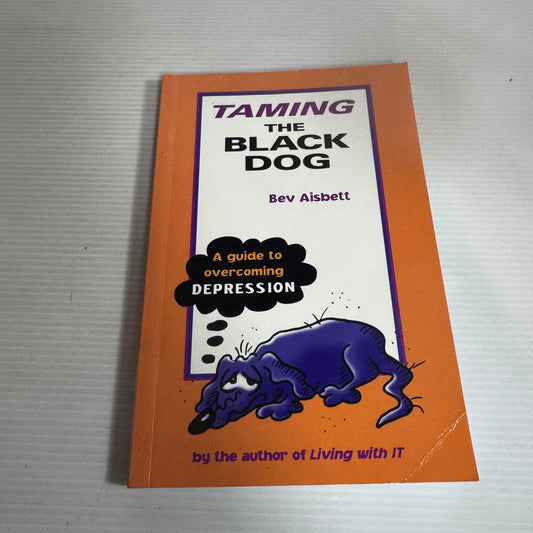 TAMING
THE
BLACK
DOG
Bev Aisbett
A guide to
overcoming
DEPRESSION
by the author of Living with IT